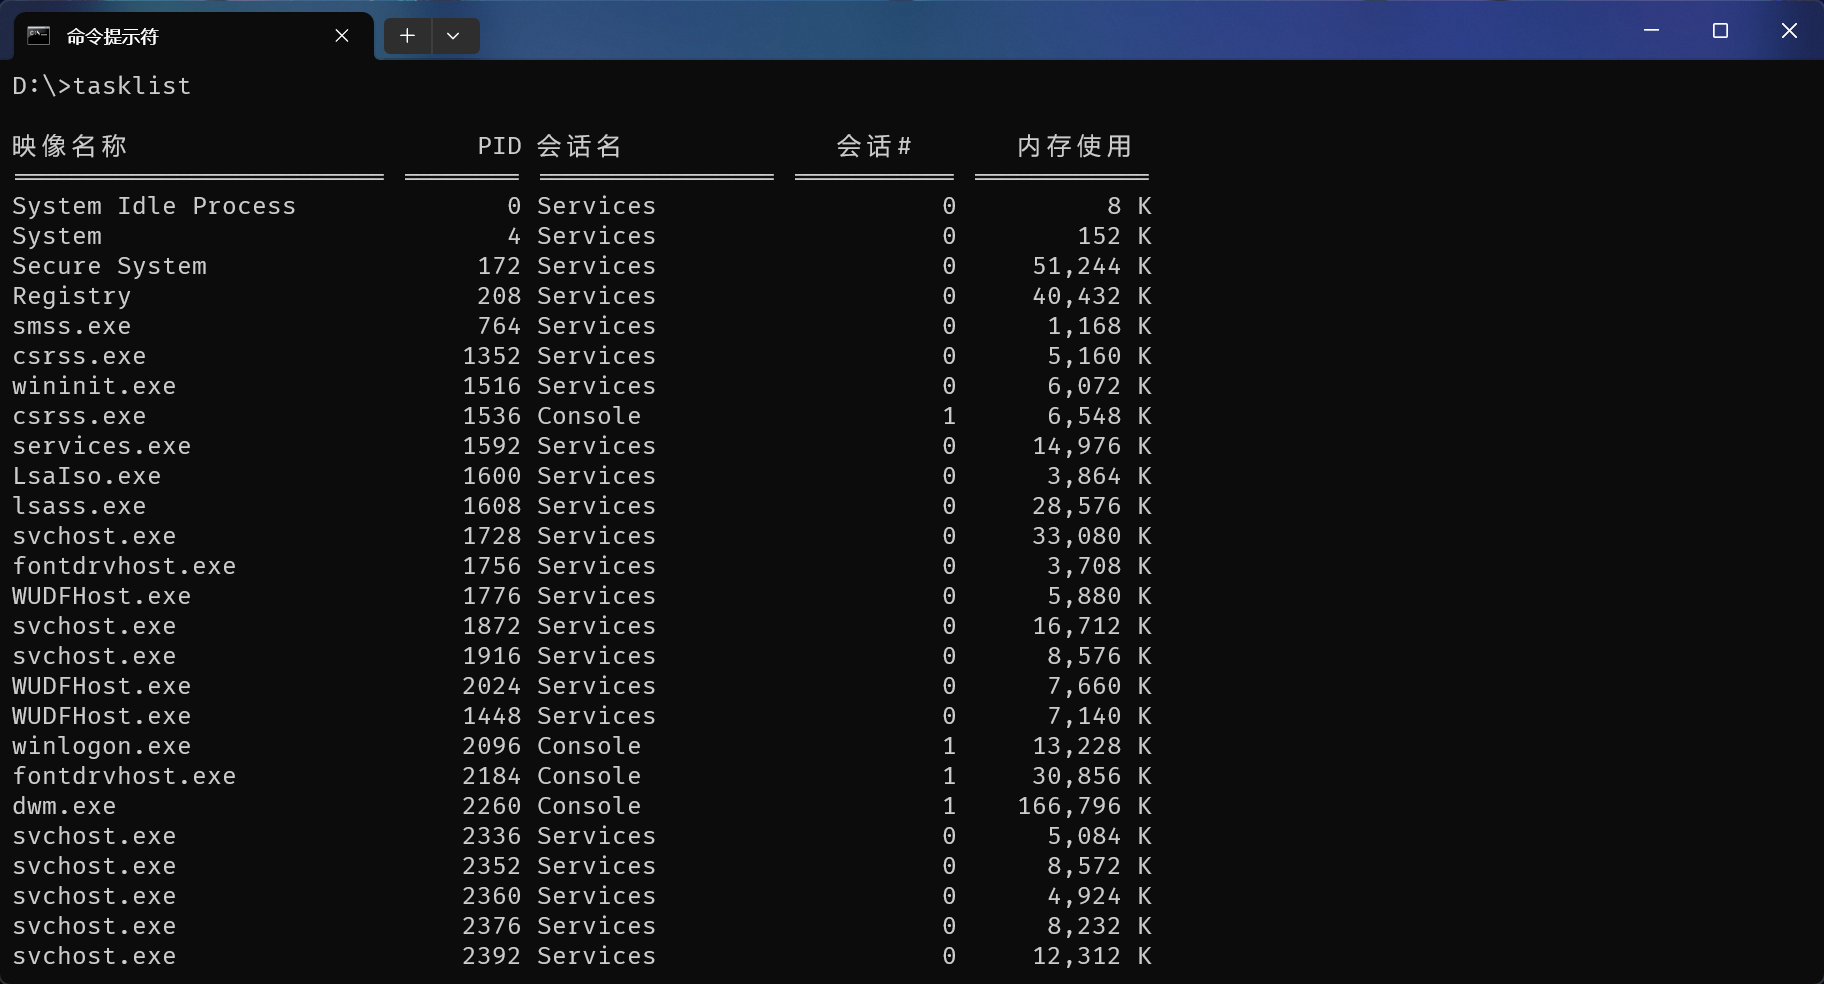 命令提示符
D:\>tasklist
映像名称 PID 会话名 会话# 内存使用
========================= ======== ================ =========== ============
System Idle Process 0 Services 0 8 K
System 4 Services 0 152 K
Secure System 172 Services 0 51,244 K
Registry 208 Services 0 40,432 K
smss.exe 764 Services 0 1,168 K
csrss.exe 1352 Services 0 5,160 K
wininit.exe 1516 Services 0 6,072 K
csrss.exe 1536 Console 1 6,548 K
services.exe 1592 Services 0 14,976 K
LsaIso.exe 1600 Services 0 3,864 K
lsass.exe 1608 Services 0 28,576 K
svchost.exe 1728 Services 0 33,080 K
fontdrvhost.exe 1756 Services 0 3,708 K
WUDFHost.exe 1776 Services 0 5,880 K
svchost.exe 1872 Services 0 16,712 K
svchost.exe 1916 Services 0 8,576 K
WUDFHost.exe 2024 Services 0 7,660 K
WUDFHost.exe 1448 Services 0 7,140 K
winlogon.exe 2096 Console 1 13,228 K
fontdrvhost.exe 2184 Console 1 30,856 K
dwm.exe 2260 Console 1 166,796 K
svchost.exe 2336 Services 0 5,084 K
svchost.exe 2352 Services 0 8,572 K
svchost.exe 2360 Services 0 4,924 K
svchost.exe 2376 Services 0 8,232 K
svchost.exe 2392 Services 0 12,312 K